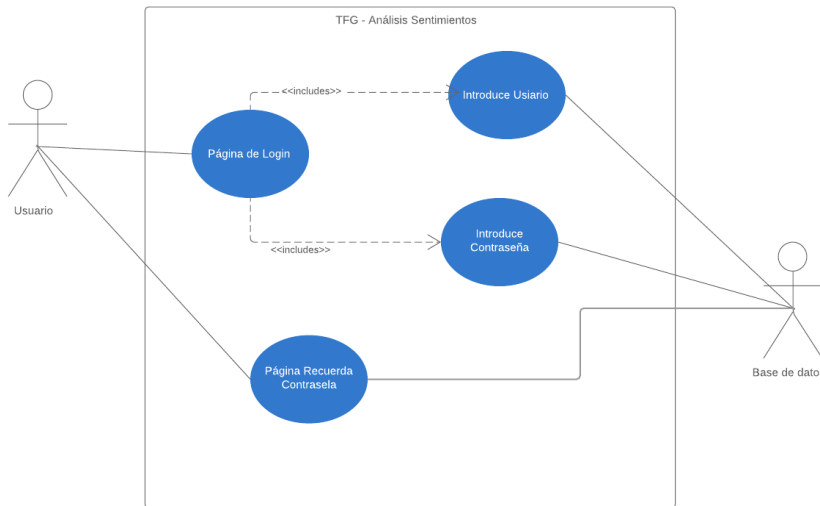 TFG - Análisis Sentimientos
<<includes>>
Introduce Usiario
Página de Login
Usuario
Introduce
Contraseña
<<includes>>
Página Recuerda
Contrasela
Base de dato